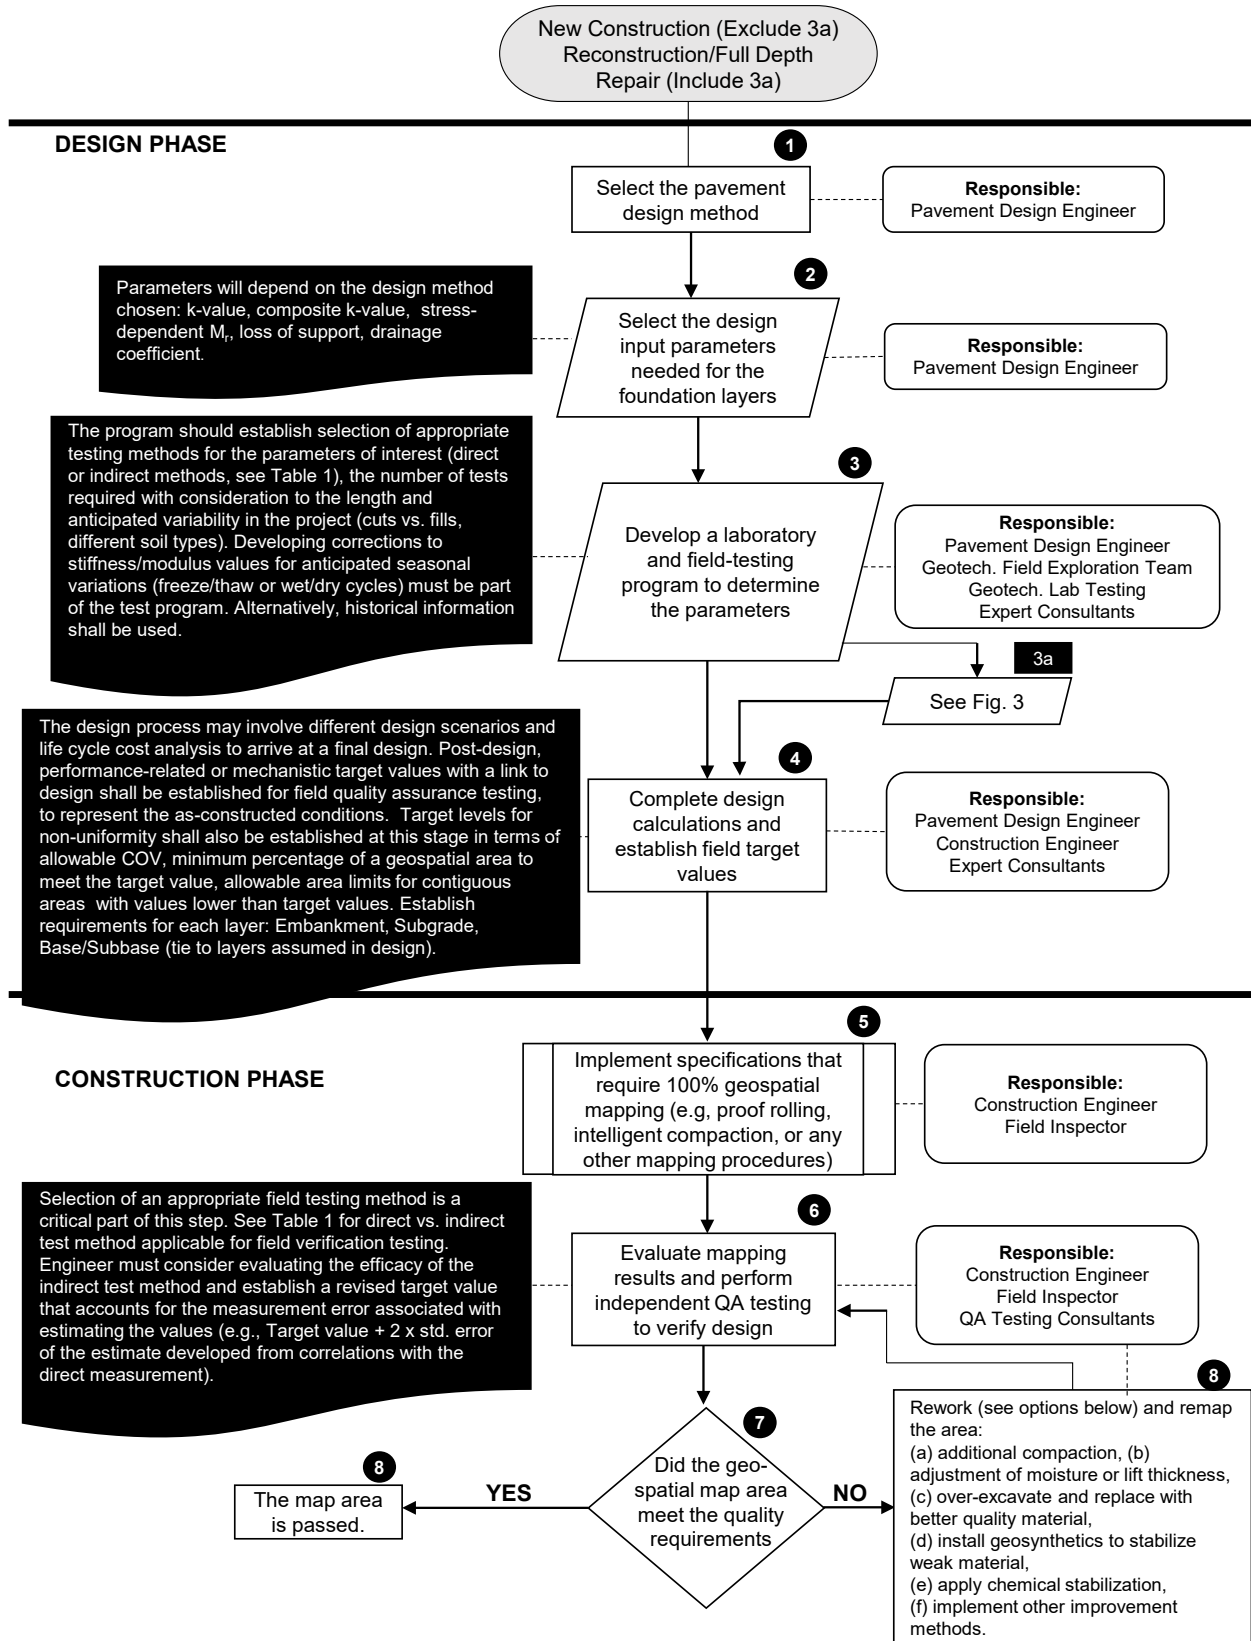 New Construction (Exclude 3a)
Reconstruction/Full Depth
Repair (Include 3a)
DESIGN PHASE
1
Select the pavement
design method
Responsible:
Pavement Design Engineer
2
Parameters will depend on the design method
chosen: k-value, composite k-value, stress-
dependent Mr, loss of support, drainage
coefficient.
Select the design
input parameters
needed for the
foundation layers
Responsible:
Pavement Design Engineer
The program should establish selection of appropriate
testing methods for the parameters of interest (direct
or indirect methods, see Table 1), the number of tests
required with consideration to the length and
anticipated variability in the project (cuts vs. fills,
different soil types). Developing corrections to
stiffness/modulus values for anticipated seasonal
variations (freeze/thaw or wet/dry cycles) must be part
of the test program. Alternatively, historical information
shall be used.
3
Develop a laboratory
and field-testing
program to determine
the parameters
Responsible:
Pavement Design Engineer
Geotech. Field Exploration Team
Geotech. Lab Testing
Expert Consultants
3a
See Fig. 3
The design process may involve different design scenarios and
life cycle cost analysis to arrive at a final design. Post-design,
performance-related or mechanistic target values with a link to
design shall be established for field quality assurance testing,
to represent the as-constructed conditions. Target levels for
non-uniformity shall also be established at this stage in terms of
allowable COV, minimum percentage of a geospatial area to
meet the target value, allowable area limits for contiguous
areas with values lower than target values. Establish
requirements for each layer: Embankment, Subgrade,
Base/Subbase (tie to layers assumed in design).
4
Complete design
calculations and
establish field target
values
Responsible:
Pavement Design Engineer
Construction Engineer
Expert Consultants
CONSTRUCTION PHASE
5
Implement specifications that
require 100% geospatial
mapping (e.g, proof rolling,
intelligent compaction, or any
other mapping procedures)
Responsible:
Construction Engineer
Field Inspector
Selection of an appropriate field testing method is a
critical part of this step. See Table 1 for direct vs. indirect
test method applicable for field verification testing.
Engineer must consider evaluating the efficacy of the
indirect test method and establish a revised target value
that accounts for the measurement error associated with
estimating the values (e.g., Target value + 2 x std. error
of the estimate developed from correlations with the
direct measurement).
6
Evaluate mapping
results and perform
independent QA testing
to verify design
Responsible:
Construction Engineer
Field Inspector
QA Testing Consultants
7
Did the geo-
spatial map area
meet the quality
requirements
YES
NO
8
The map area
is passed.
8
Rework (see options below) and remap
the area:
(a) additional compaction, (b)
adjustment of moisture or lift thickness,
(c) over-excavate and replace with
better quality material,
(d) install geosynthetics to stabilize
weak material,
(e) apply chemical stabilization,
(f) implement other improvement
methods.